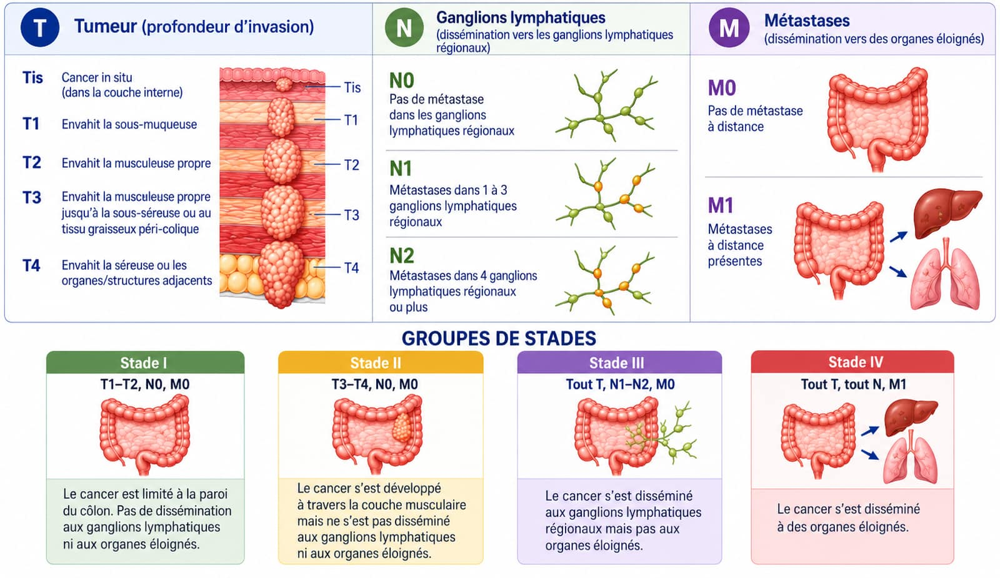 T
Tumeur (profondeur d’invasion)
Tis
Cancer in situ
(dans la couche interne)
T1
Envahit la sous-muqueuse
T2
Envahit la musculeuse propre
T3
Envahit la musculeuse propre
jusqu’à la sous-séreuse ou au
tissu graisseux péri-colique
T4
Envahit la séreuse ou les
organes/structures adjacents
Tis
T1
T2
T3
T4
N
Ganglions lymphatiques
(dissémination vers les ganglions lymphatiques
régionaux)
N0
Pas de métastase
dans les ganglions
lymphatiques régionaux
N1
Métastases dans 1 à 3
ganglions lymphatiques
régionaux
N2
Métastases dans 4 ganglions
lymphatiques régionaux
ou plus
M
Métastases
(dissémination vers des organes éloignés)
M0
Pas de métastase
à distance
M1
Métastases
à distance
présentes
GROUPES DE STADES
Stade I
T1–T2, N0, M0
Le cancer est limité à la paroi
du côlon. Pas de dissémination
aux ganglions lymphatiques
ni aux organes éloignés.
Stade II
T3–T4, N0, M0
Le cancer s’est développé
à travers la couche musculaire
mais ne s’est pas disséminé
aux ganglions lymphatiques
ni aux organes éloignés.
Stade III
Tout T, N1–N2, M0
Le cancer s’est disséminé
aux ganglions lymphatiques
régionaux mais pas aux
organes éloignés.
Stade IV
Tout T, tout N, M1
Le cancer s’est disséminé
à des organes éloignés.